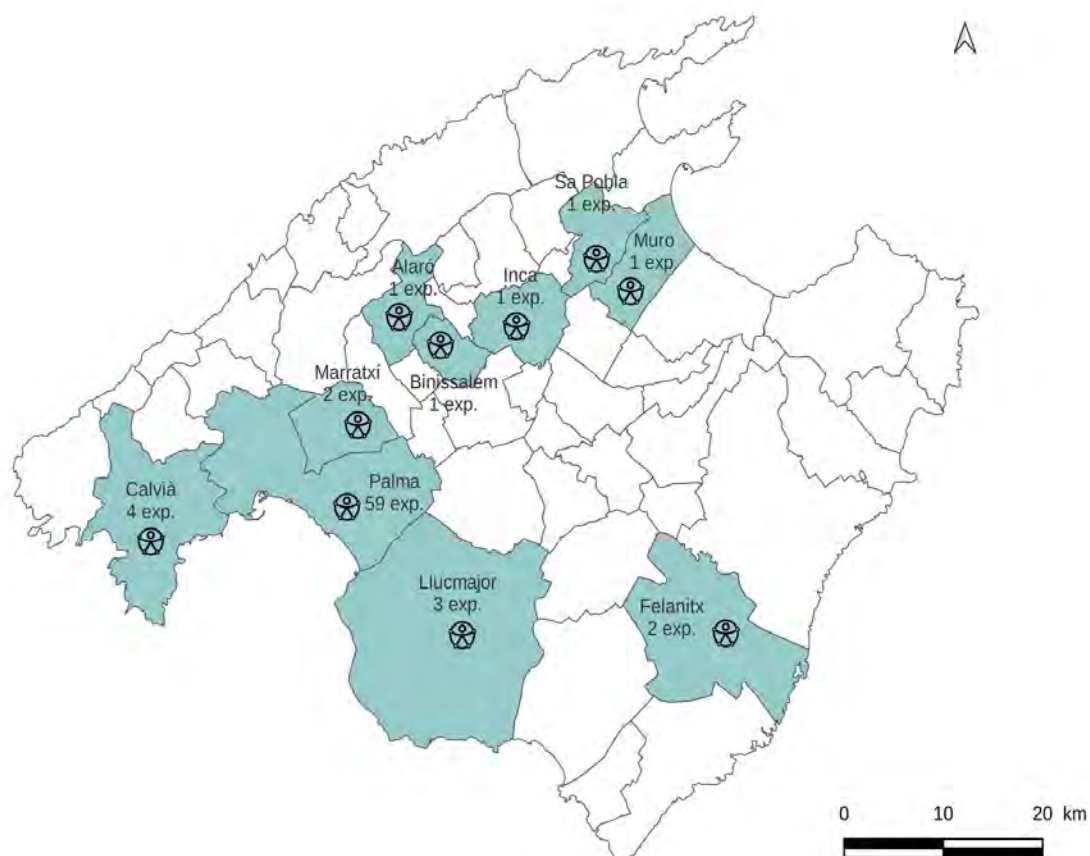 Sa Pobla
1 exp.
Muro
1 exp.
Alaró
1 exp.
Inca
1 exp.
Marratxí
2 exp.
Binissalem
1 exp.
Calvià
4 exp.
Palma
59 exp.
Llucmajor
3 exp.
Felanitx
2 exp.
0 10 20 km